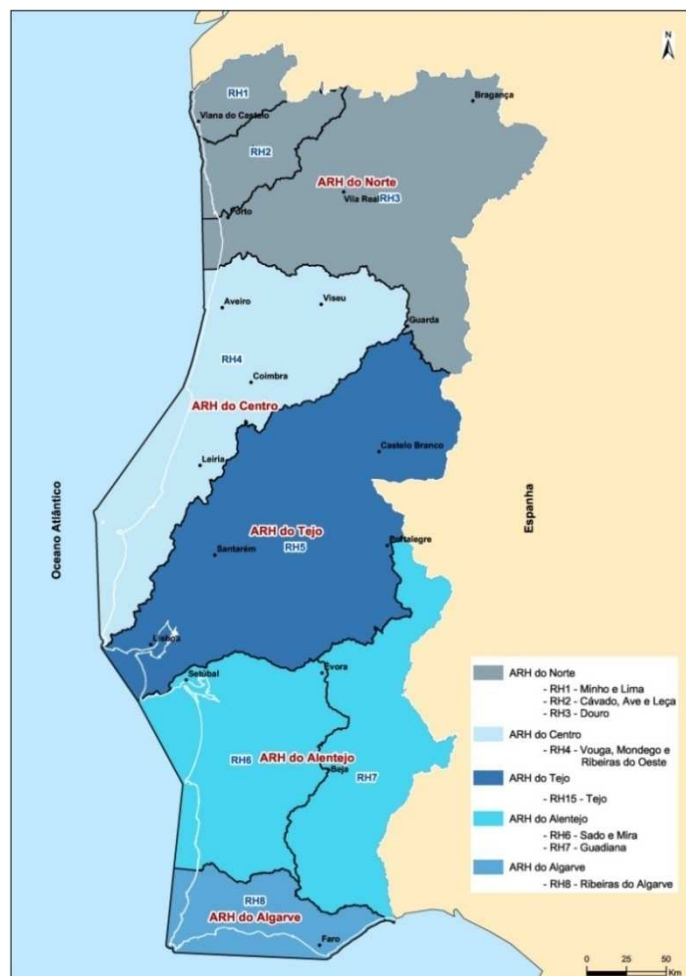 N
RH1
Bragança
Viana do Castelo
RH2
ARH do Norte
Vila Real
RH3
Porto
Aveiro
Viseu
Guarda
RH4
Coimbra
ARH do Centro
Castelo Branco
Leiria
Oceano Atlântico
Espanha
ARH do Tejo
Portalegre
RH5
Santarém
Lisboa
Évora
Setúbal
RH6
ARH do Alentejo
Beja
RH7
RH8
ARH do Algarve
Faro
ARH do Norte
- RH1 - Minho e Lima
- RH2 - Cávado, Ave e Leça
- RH3 - Douro
ARH do Centro
- RH4 - Vouga, Mondego e
Ribeiras do Oeste
ARH do Tejo
- RH15 - Tejo
ARH do Alentejo
- RH6 - Sado e Mira
- RH7 - Guadiana
ARH do Algarve
- RH8 - Ribeiras do Algarve
0 25 50
Km